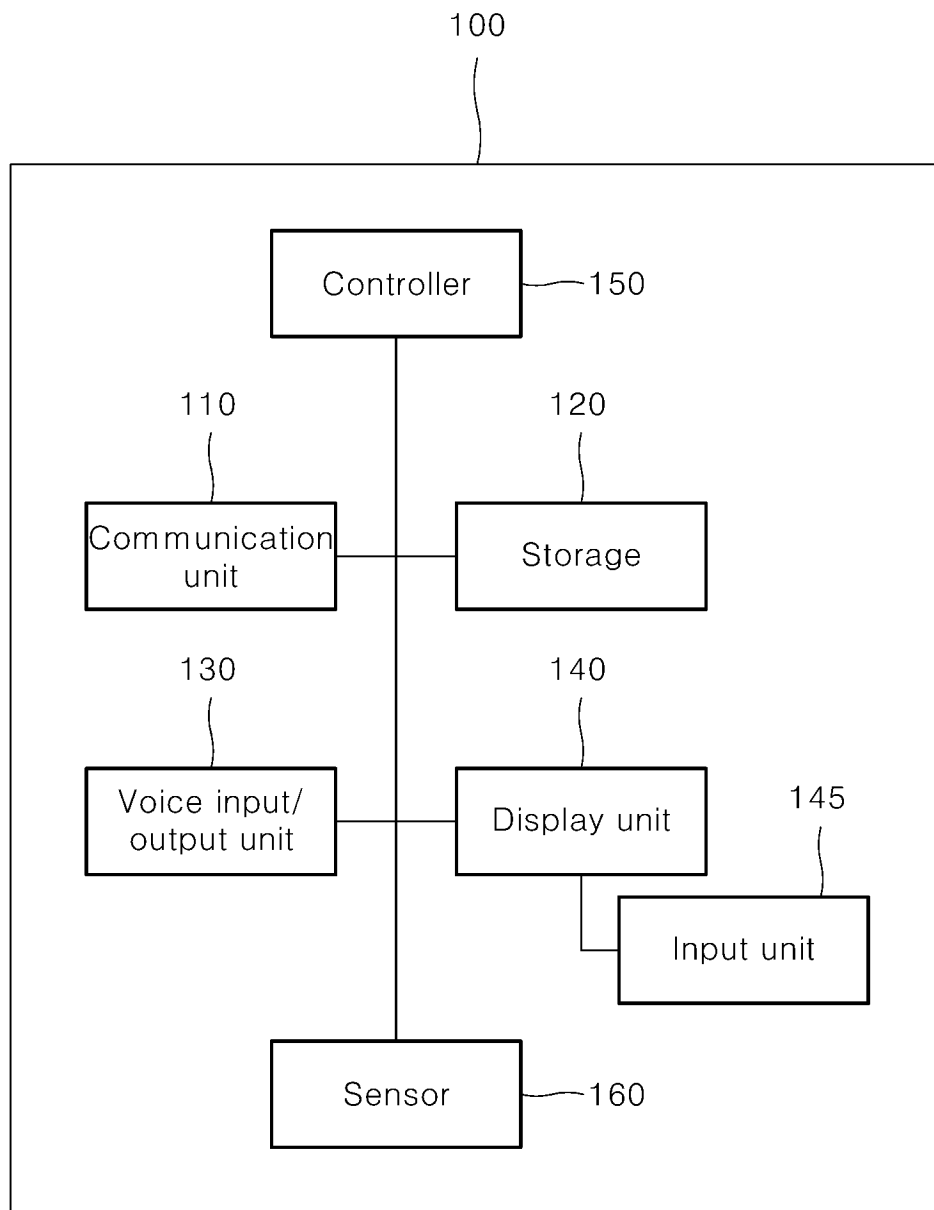 100
Controller
150
110
120
Communication
unit
Storage
130
140
Voice input/
output unit
Display unit
145
Input unit
Sensor
160